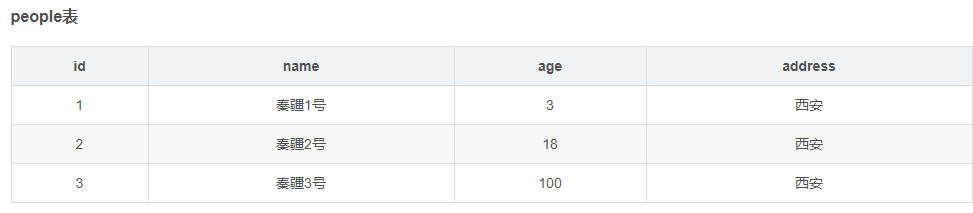 people表
id name age address
1 秦疆1号 3 西安
2 秦疆2号 18 西安
3 秦疆3号 100 西安